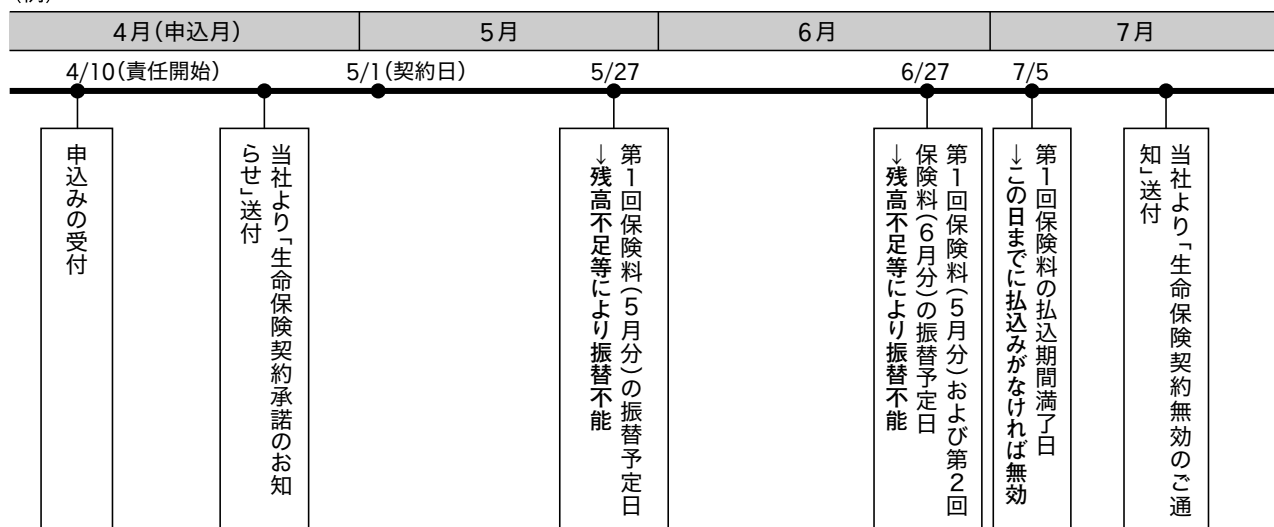 (例)
4月(申込月)
5月
6月
7月
4/10(責任開始)
5/1(契約日)
5/27
6/27
7/5
申込みの受付
当社より「生命保険契約承諾のお知
らせ」送付
第1回保険料(5月分)の振替予定日
→残高不足等により振替不能
第1回保険料(5月分)および第2回
保険料(6月分)の振替予定日
→残高不足等により振替不能
第1回保険料の払込期間満了日
→この日までに払込みがなければ無効
当社より「生命保険契約無効のご通
知」送付